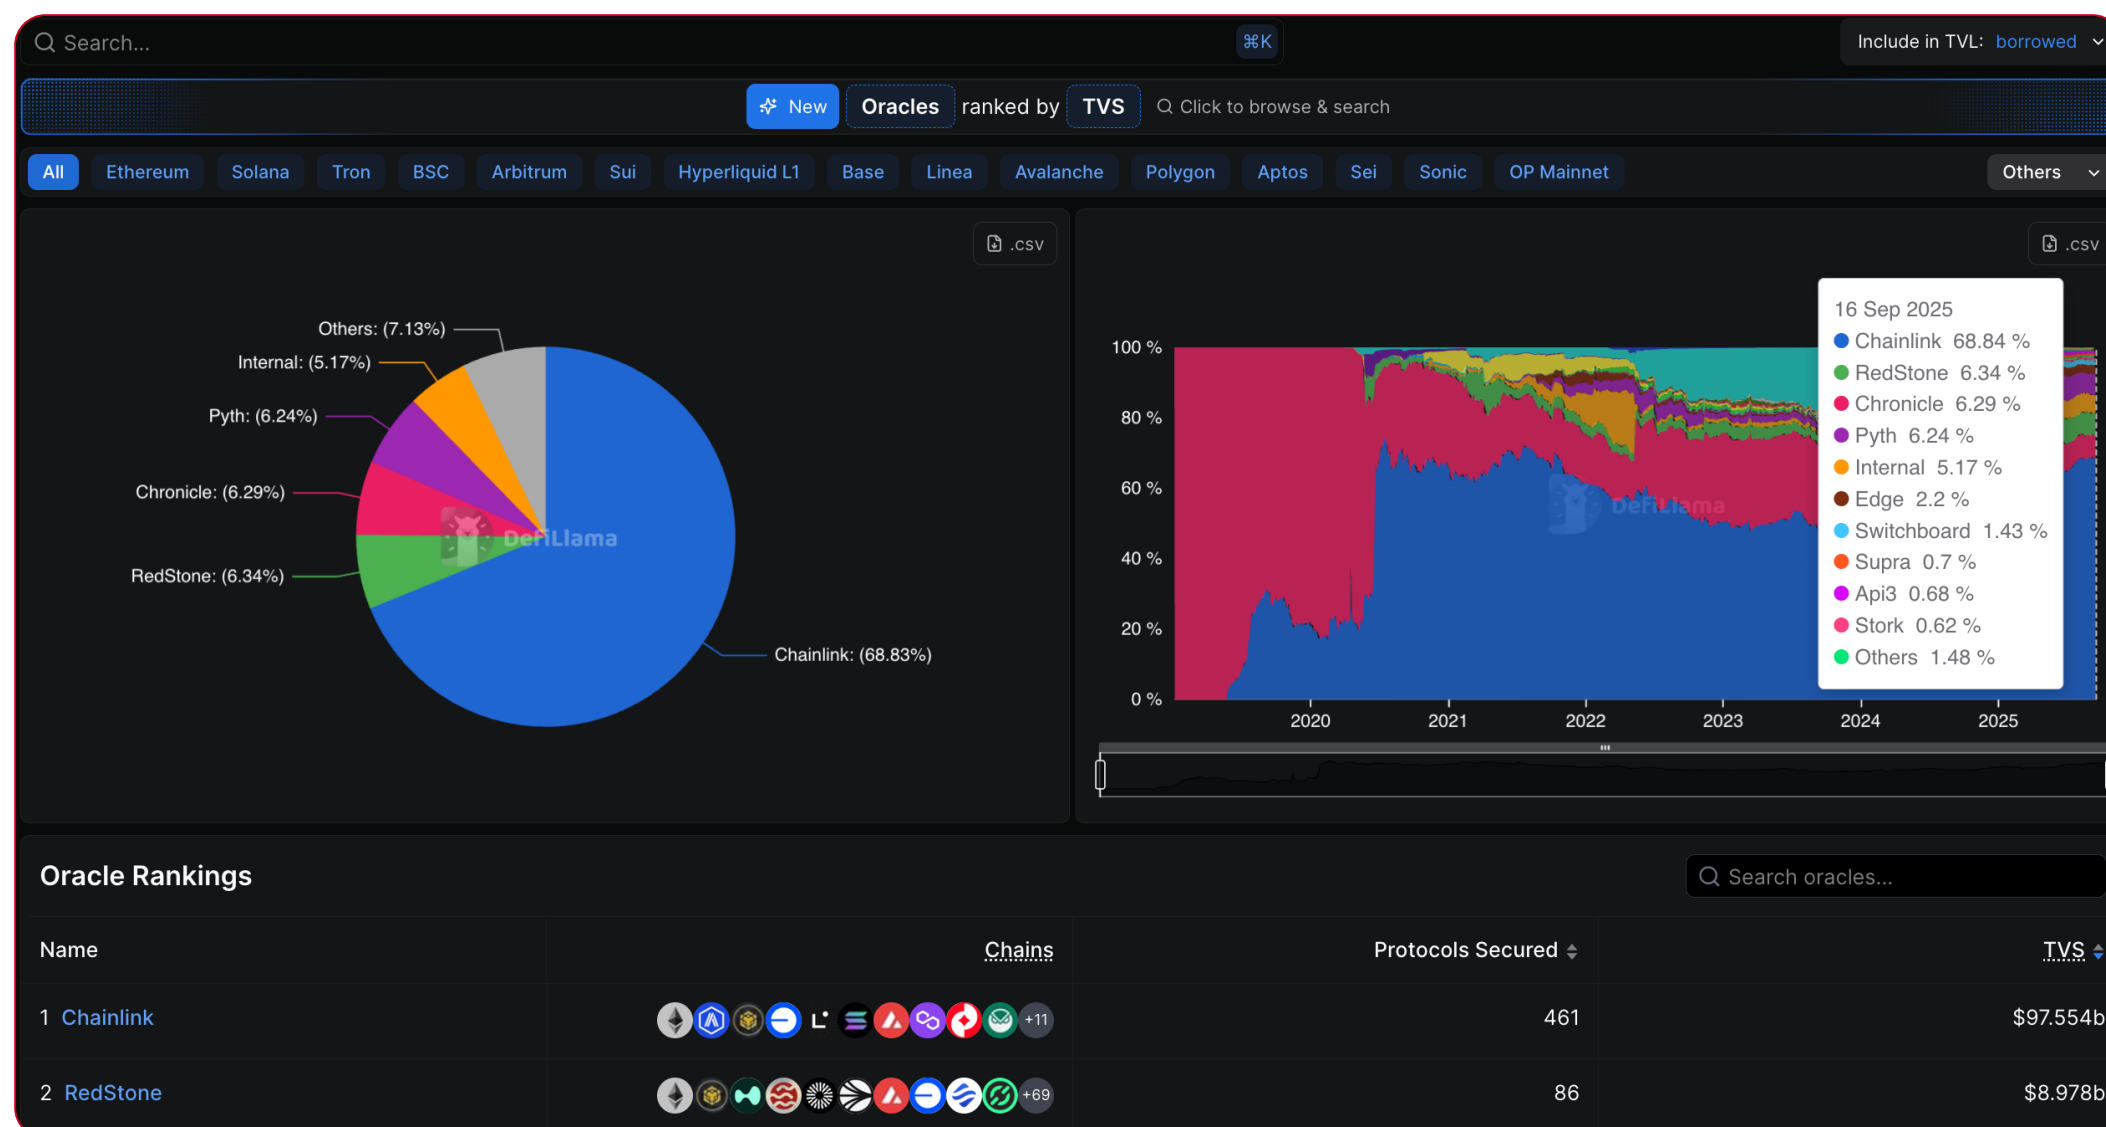 Search...
⌘K
Include in TVL: borrowed
New Oracles ranked by TVS Click to browse & search
All Ethereum Solana Tron BSC Arbitrum Sui Hyperliquid L1 Base Linea Avalanche Polygon Aptos Sei Sonic OP Mainnet Others
.csv
Others: (7.13%)
Internal: (5.17%)
Pyth: (6.24%)
Chronicle: (6.29%)
RedStone: (6.34%)
Chainlink: (68.83%)
DefiLlama
.csv
100 %
80 %
60 %
40 %
20 %
0 %
2020 2021 2022 2023 2024 2025
DefiLlama
16 Sep 2025
Chainlink 68.84 %
RedStone 6.34 %
Chronicle 6.29 %
Pyth 6.24 %
Internal 5.17 %
Edge 2.2 %
Switchboard 1.43 %
Supra 0.7 %
Api3 0.68 %
Stork 0.62 %
Others 1.48 %
Oracle Rankings
Search oracles...
Name Chains Protocols Secured TVS
1 Chainlink +11 461 $97.554b
2 RedStone +69 86 $8.978b